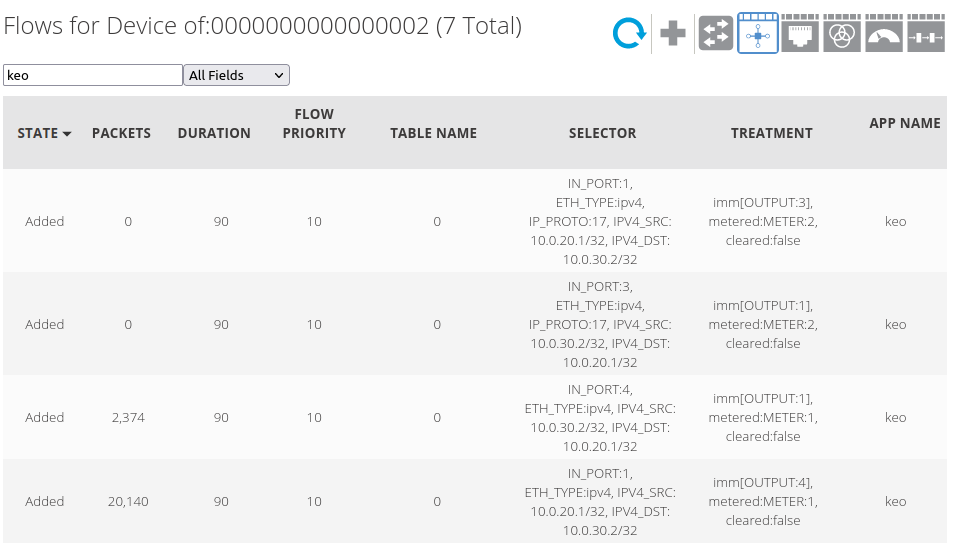 Flows for Device of:0000000000000002 (7 Total)
keo
All Fields
STATE PACKETS DURATION FLOW PRIORITY TABLE NAME SELECTOR TREATMENT APP NAME
Added 0 90 10 0
IN_PORT:1,
ETH_TYPE:ipv4,
IP_PROTO:17, IPV4_SRC:
10.0.20.1/32, IPV4_DST:
10.0.30.2/32
imm[OUTPUT:3],
metered:METER:2,
cleared:false
keo
Added 0 90 10 0
IN_PORT:3,
ETH_TYPE:ipv4,
IP_PROTO:17, IPV4_SRC:
10.0.30.2/32, IPV4_DST:
10.0.20.1/32
imm[OUTPUT:1],
metered:METER:2,
cleared:false
keo
Added 2,374 90 10 0
IN_PORT:4,
ETH_TYPE:ipv4, IPV4_SRC:
10.0.30.2/32, IPV4_DST:
10.0.20.1/32
imm[OUTPUT:1],
metered:METER:1,
cleared:false
keo
Added 20,140 90 10 0
IN_PORT:1,
ETH_TYPE:ipv4, IPV4_SRC:
10.0.20.1/32, IPV4_DST:
10.0.30.2/32
imm[OUTPUT:4],
metered:METER:1,
cleared:false
keo